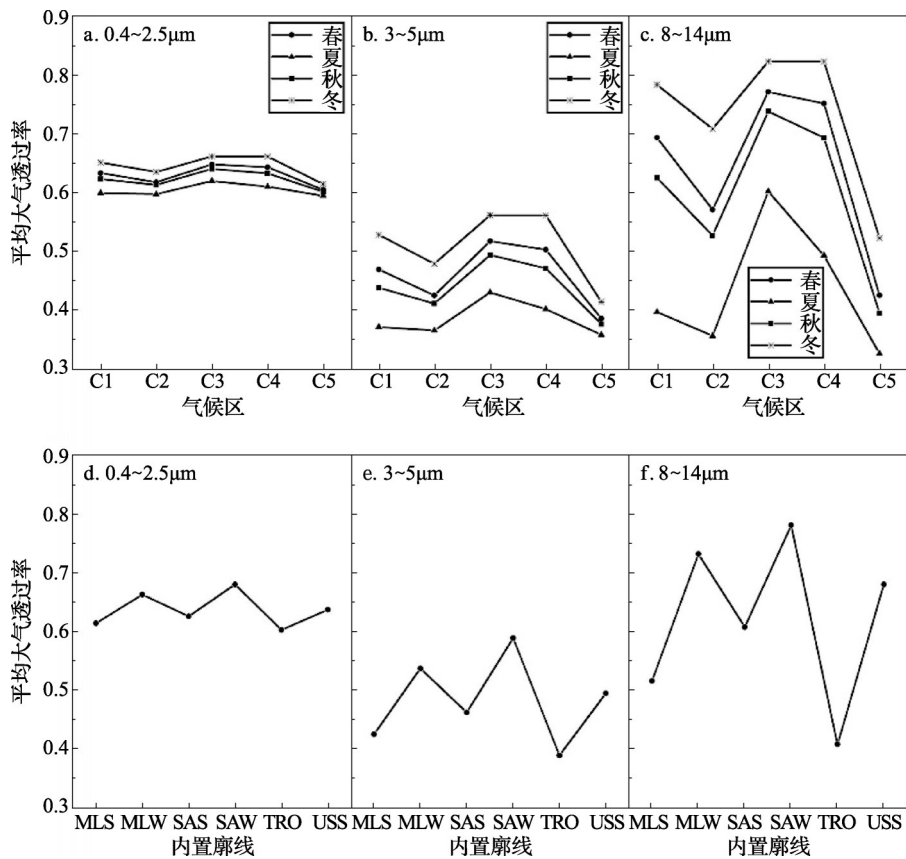 平均大气透过率
0.9
0.8
0.7
0.6
0.5
0.4
0.3
a. 0.4~2.5μm
春
夏
秋
冬
C1 C2 C3 C4 C5
气候区
b. 3~5μm
春
夏
秋
冬
C1 C2 C3 C4 C5
气候区
c. 8~14μm
春
夏
秋
冬
C1 C2 C3 C4 C5
气候区
平均大气透过率
0.9
0.8
0.7
0.6
0.5
0.4
0.3
d. 0.4~2.5μm
MLS MLW SAS SAW TRO USS
内置廓线
e. 3~5μm
MLS MLW SAS SAW TRO USS
内置廓线
f. 8~14μm
MLS MLW SAS SAW TRO USS
内置廓线